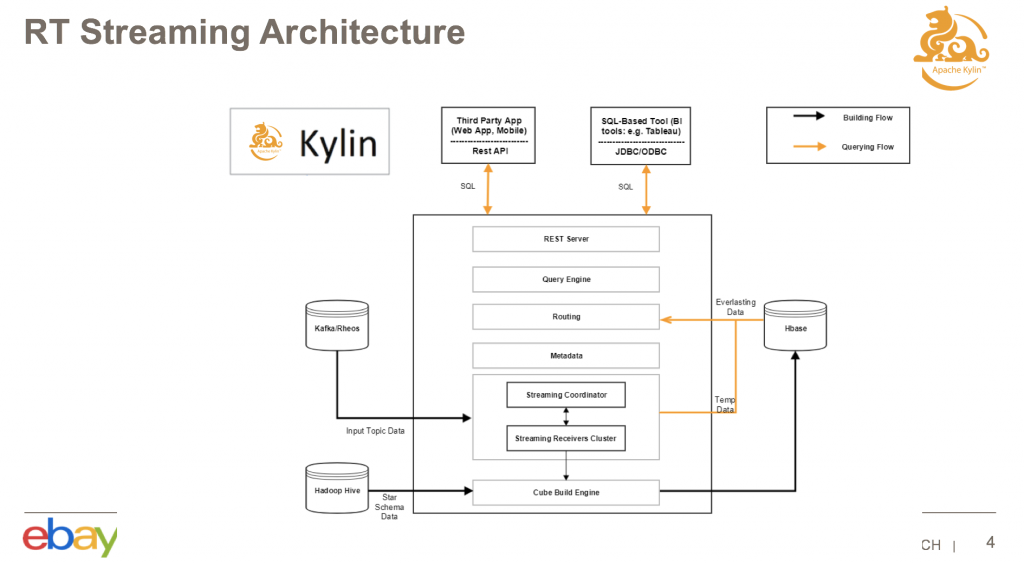 RT Streaming Architecture
Apache Kylin™
Kylin
Third Party App
(Web App, Mobile)
Rest API
SQL-Based Tool (BI
tools: e.g. Tableau)
JDBC/ODBC
Building Flow
Querying Flow
SQL
SQL
REST Server
Query Engine
Routing
Metadata
Streaming Coordinator
Streaming Receivers Cluster
Cube Build Engine
Kafka/Rheos
Input Topic Data
Hadoop Hive
Star
Schema
Data
Everlasting
Data
Hbase
Temp
Data
ebay
CH |
4